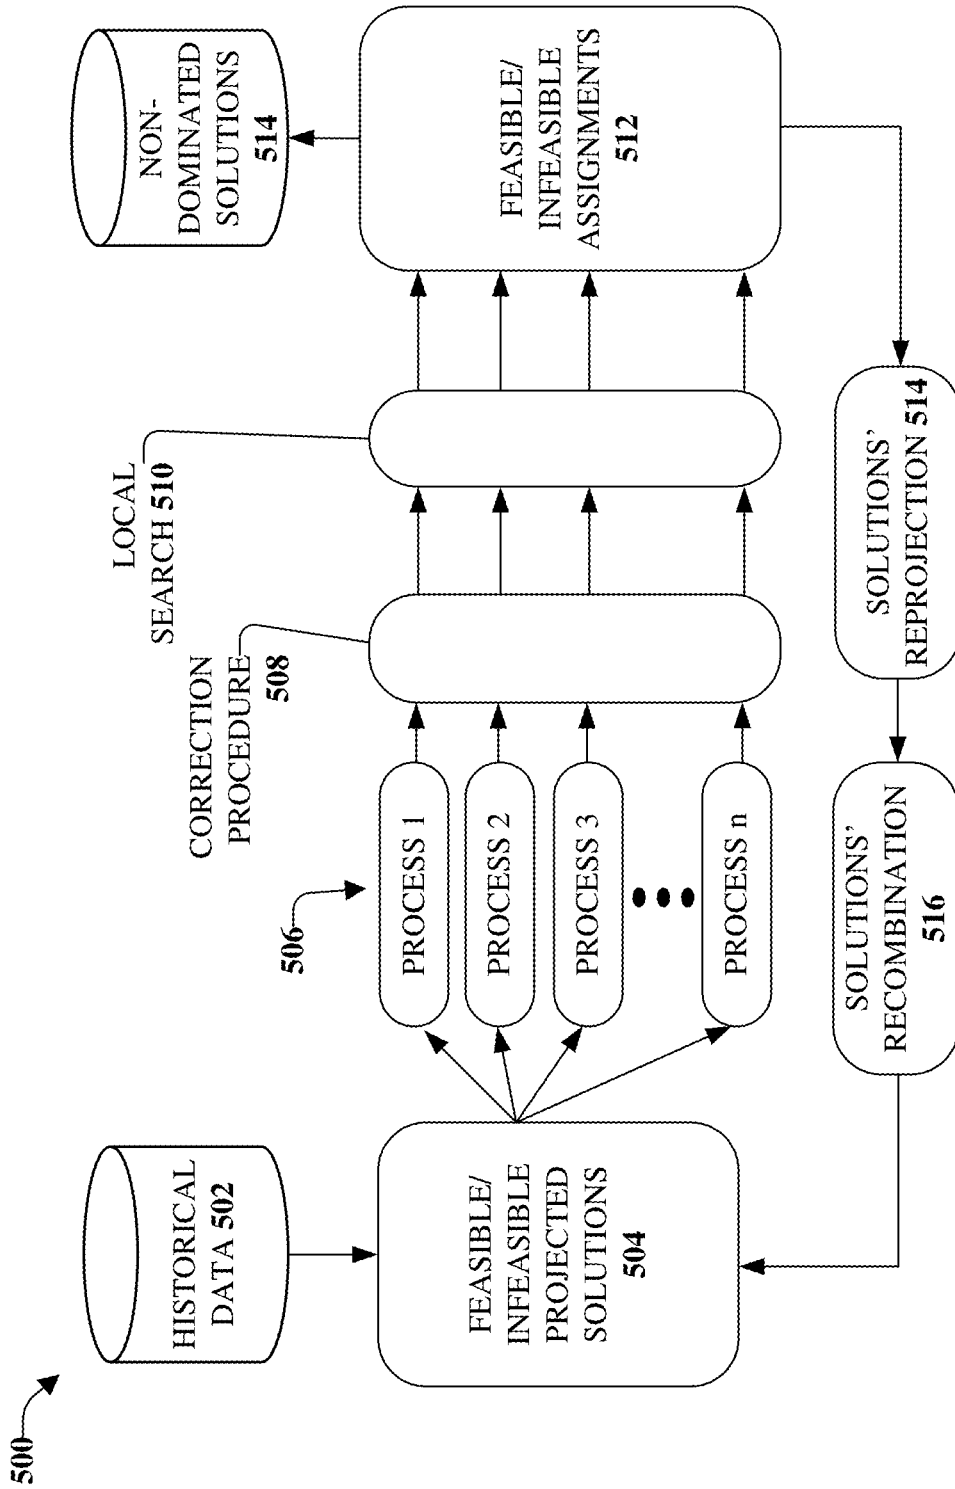 500
HISTORICAL
DATA 502
FEASIBLE/
INFEASIBLE
PROJECTED
SOLUTIONS
504
506
PROCESS 1
PROCESS 2
PROCESS 3
PROCESS n
CORRECTION
PROCEDURE
508
LOCAL
SEARCH 510
FEASIBLE/
INFEASIBLE
ASSIGNMENTS
512
NON-
DOMINATED
SOLUTIONS
514
SOLUTIONS’
REPROJECTION 514
SOLUTIONS’
RECOMBINATION
516